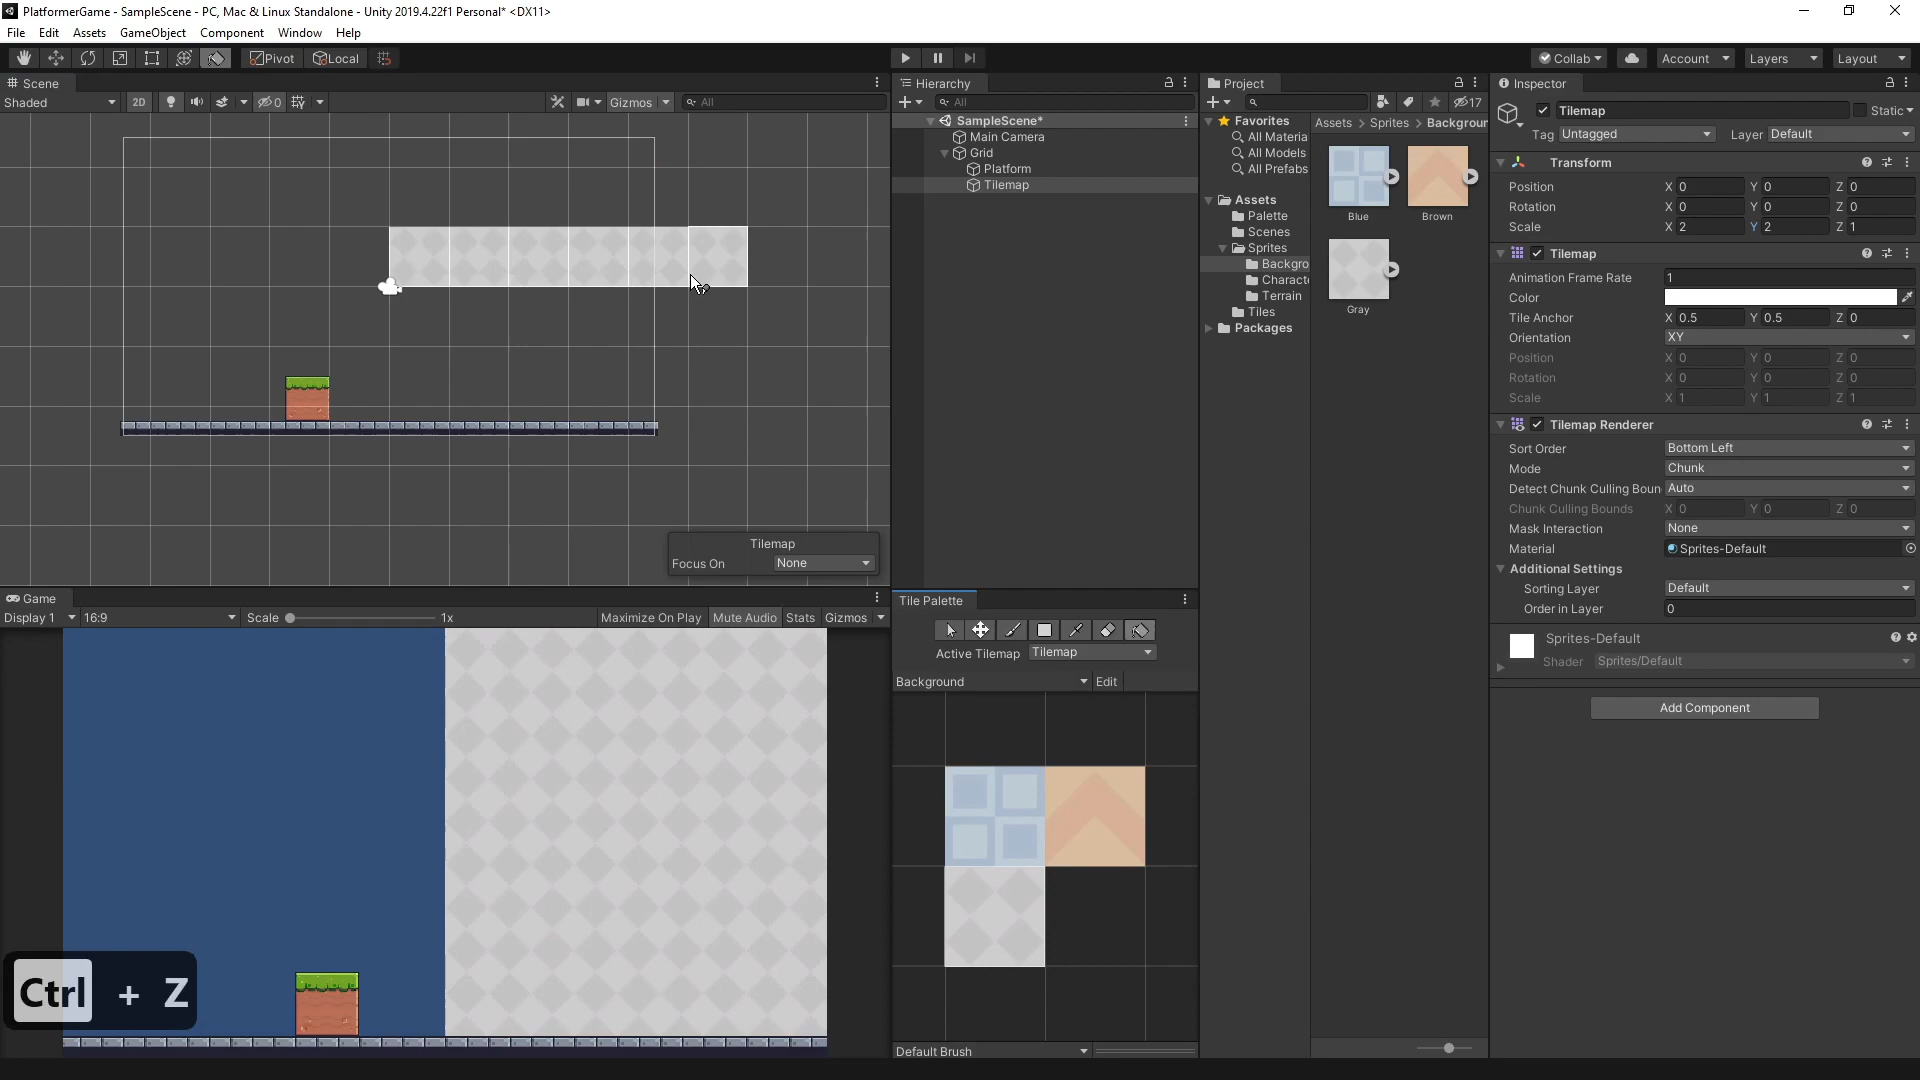 PlatformerGame - SampleScene - PC, Mac & Linux Standalone - Unity 2019.4.22f1 Personal* <DX11>
File Edit Assets GameObject Component Window Help
Pivot Local Collab Account Layers Layout
Scene
Shaded 2D 0 Gizmos All
Tilemap
Focus On None
Game
Display 1 16:9 Scale 1x Maximize On Play Mute Audio Stats Gizmos
Ctrl + Z
Hierarchy
All
SampleScene*
Main Camera
Grid
Platform
Tilemap
Tile Palette
Active Tilemap Tilemap
Background Edit
Default Brush
Project
17
Favorites
All Materia
All Models
All Prefabs
Assets
Palette
Scenes
Sprites
Backgro
Characte
Terrain
Tiles
Packages
Assets > Sprites > Backgroun
Blue Brown
Gray
Inspector
Tilemap Static
Tag Untagged Layer Default
Transform
Position X 0 Y 0 Z 0
Rotation X 0 Y 0 Z 0
Scale X 2 Y 2 Z 1
Tilemap
Animation Frame Rate 1
Color
Tile Anchor X 0.5 Y 0.5 Z 0
Orientation XY
Position X 0 Y 0 Z 0
Rotation X 0 Y 0 Z 0
Scale X 1 Y 1 Z 1
Tilemap Renderer
Sort Order Bottom Left
Mode Chunk
Detect Chunk Culling Boun Auto
Chunk Culling Bounds X 0 Y 0 Z 0
Mask Interaction None
Material Sprites-Default
Additional Settings
Sorting Layer Default
Order in Layer 0
Sprites-Default
Shader Sprites/Default
Add Component